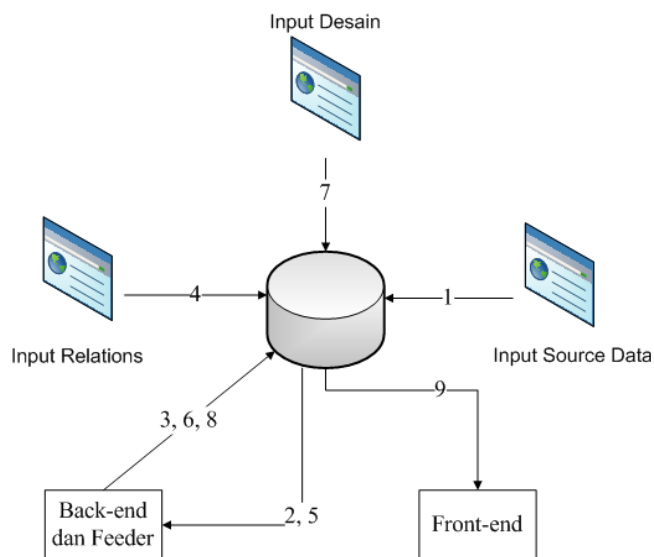 Input Desain
7
4
1
Input Relations
Input Source Data
9
3, 6, 8
2, 5
Back-end
dan Feeder
Front-end